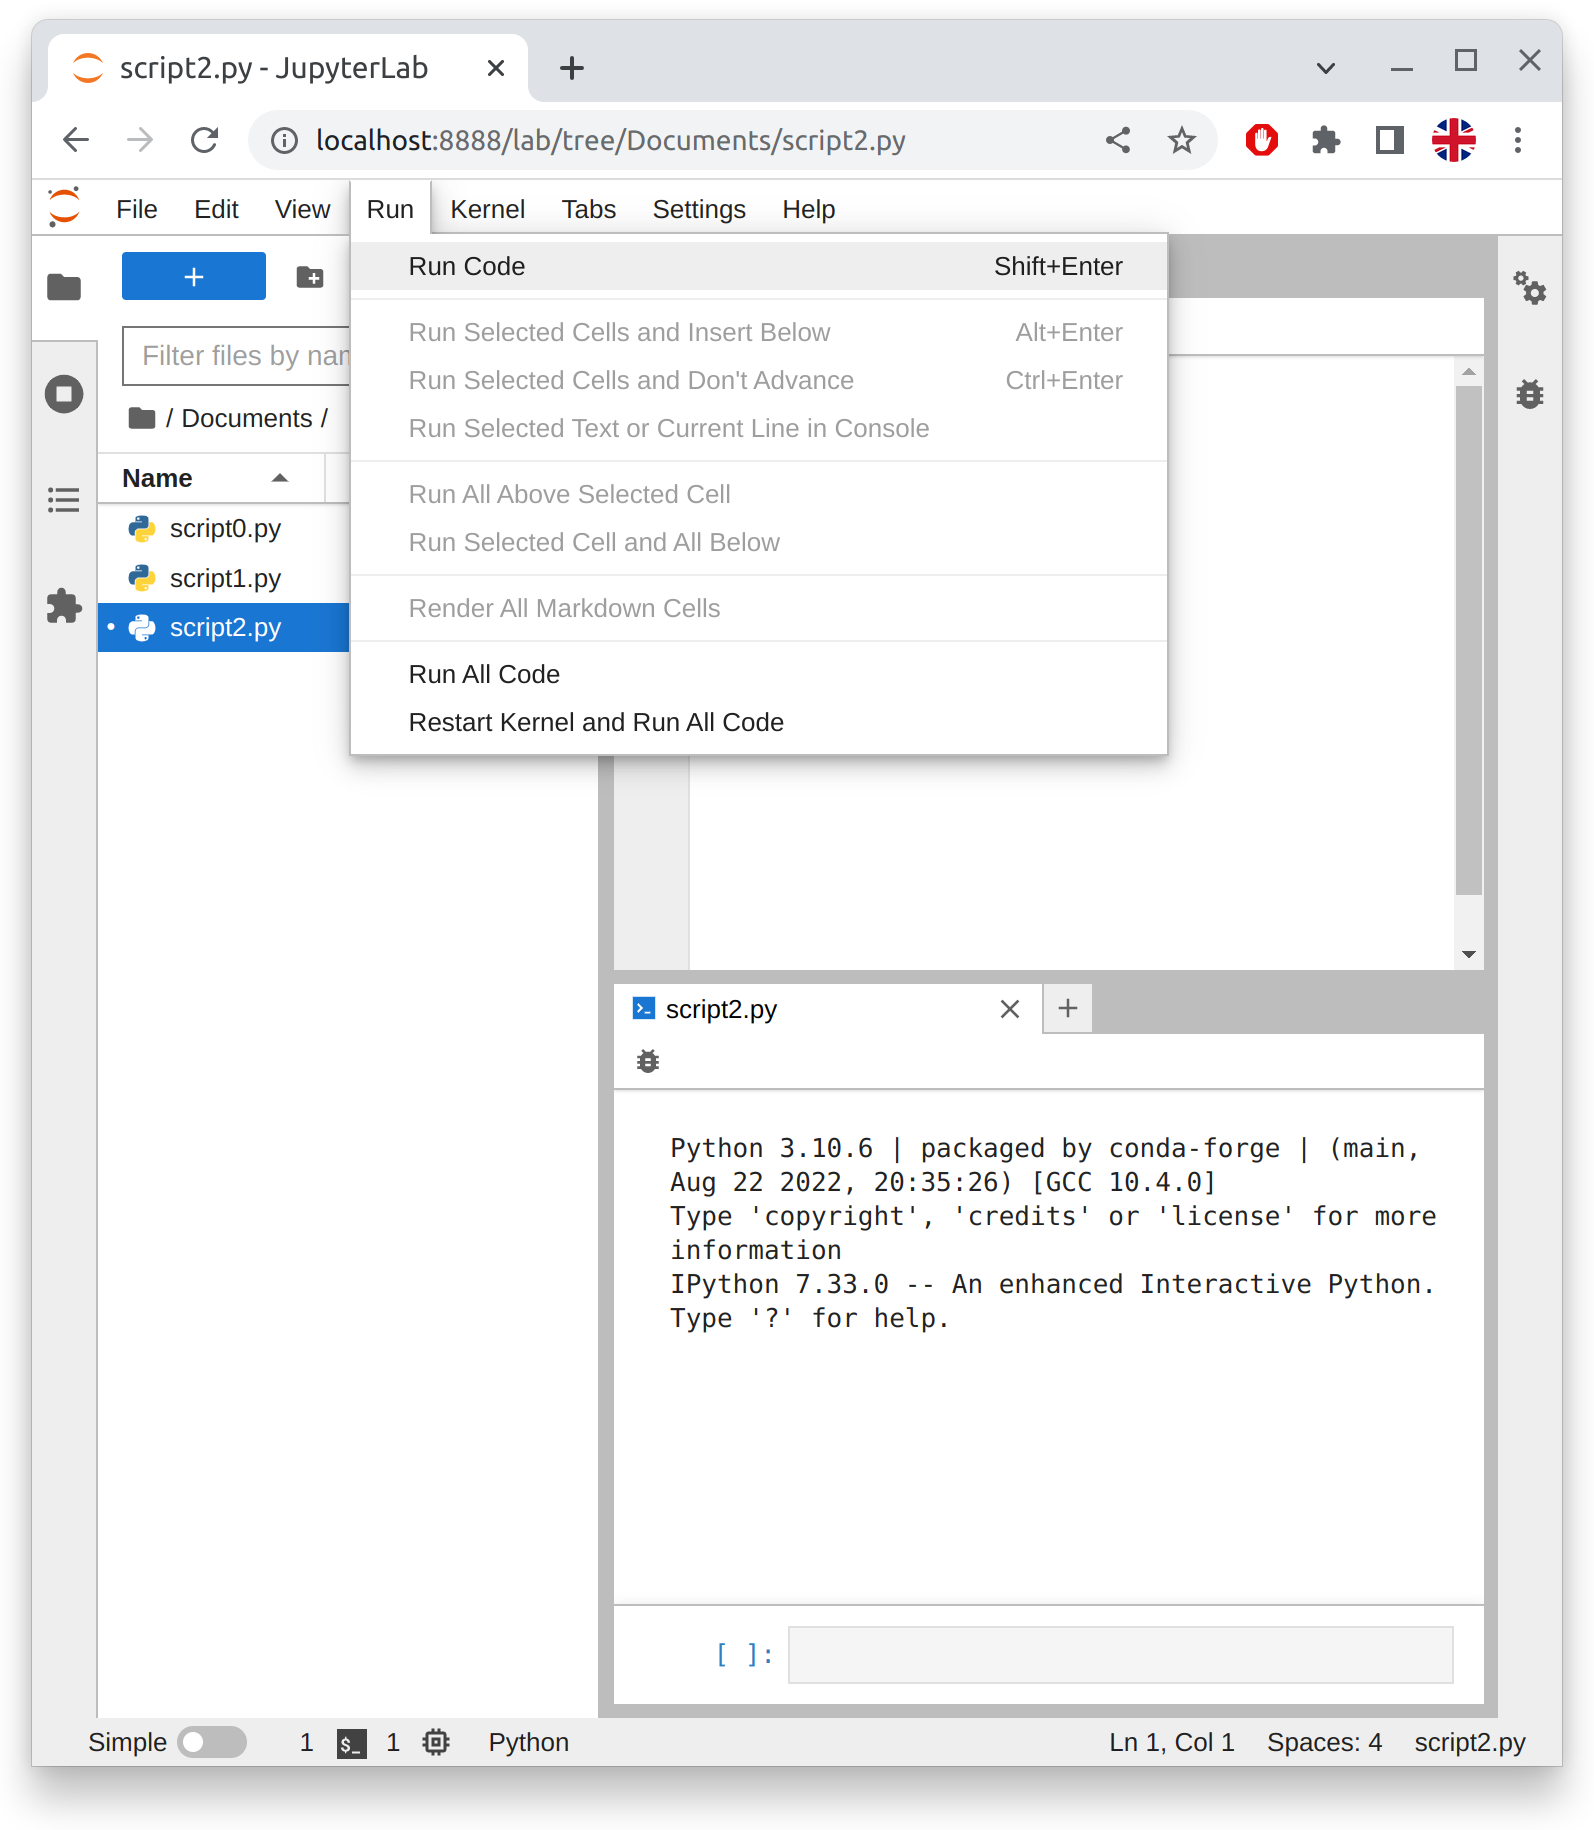 script2.py - JupyterLab
localhost:8888/lab/tree/Documents/script2.py
File Edit View Run Kernel Tabs Settings Help
Run Code Shift+Enter
Run Selected Cells and Insert Below Alt+Enter
Run Selected Cells and Don't Advance Ctrl+Enter
Run Selected Text or Current Line in Console
Run All Above Selected Cell
Run Selected Cell and All Below
Render All Markdown Cells
Run All Code
Restart Kernel and Run All Code
Filter files by nam
/ Documents /
Name
script0.py
script1.py
script2.py
script2.py
Python 3.10.6 | packaged by conda-forge | (main,
Aug 22 2022, 20:35:26) [GCC 10.4.0]
Type 'copyright', 'credits' or 'license' for more
information
IPython 7.33.0 -- An enhanced Interactive Python.
Type '?' for help.
[ ]:
Simple 1 $_ 1 Python Ln 1, Col 1 Spaces: 4 script2.py